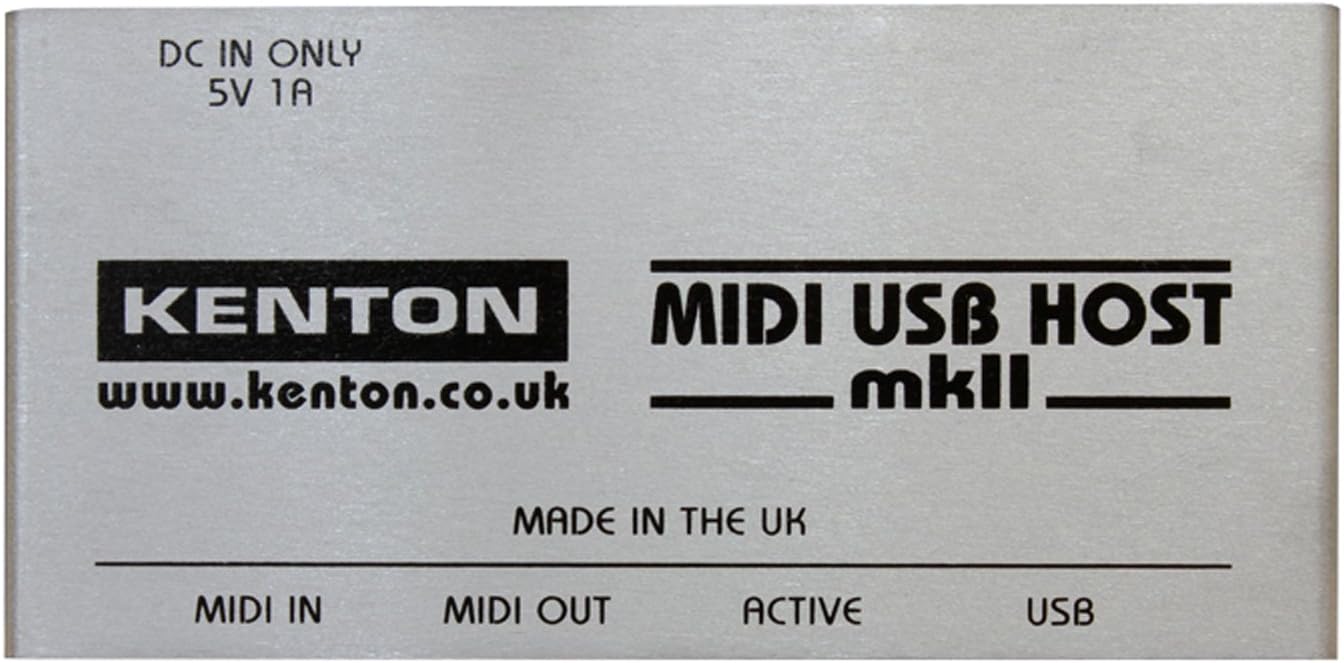 DC IN ONLY
5V 1A
KENTON
www.kenton.co.uk
MIDI USB HOST
mkII
MADE IN THE UK
MIDI IN MIDI OUT ACTIVE USB